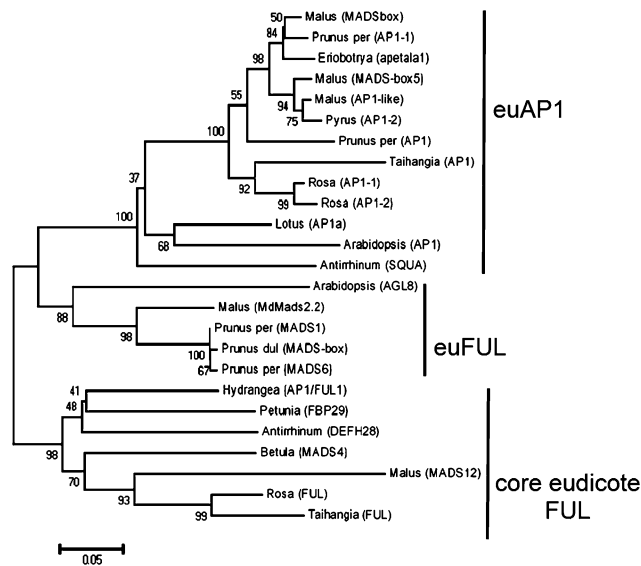 50
Malus (MADSbox)
84
Prunus per (AP1-1)
Eriobotrya (apetala1)
98
Malus (MADS-box5)
94
Malus (AP1-like)
75
Pyrus (AP1-2)
55
euAP1
100
Prunus per (AP1)
Taihangia (AP1)
92
Rosa (AP1-1)
99
Rosa (AP1-2)
37
100
Lotus (AP1a)
68
Arabidopsis (AP1)
Antirrhinum (SQUA)
Arabidopsis (AGL8)
88
Malus (MdMads2.2)
98
Prunus per (MADS1)
100
Prunus dul (MADS-box)
67
Prunus per (MADS6)
euFUL
41
Hydrangea (AP1/FUL1)
48
Petunia (FBP29)
Antirrhinum (DEFH28)
98
Betula (MADS4)
70
Malus (MADS12)
93
Rosa (FUL)
99
Taihangia (FUL)
core eudicote
FUL
0.05